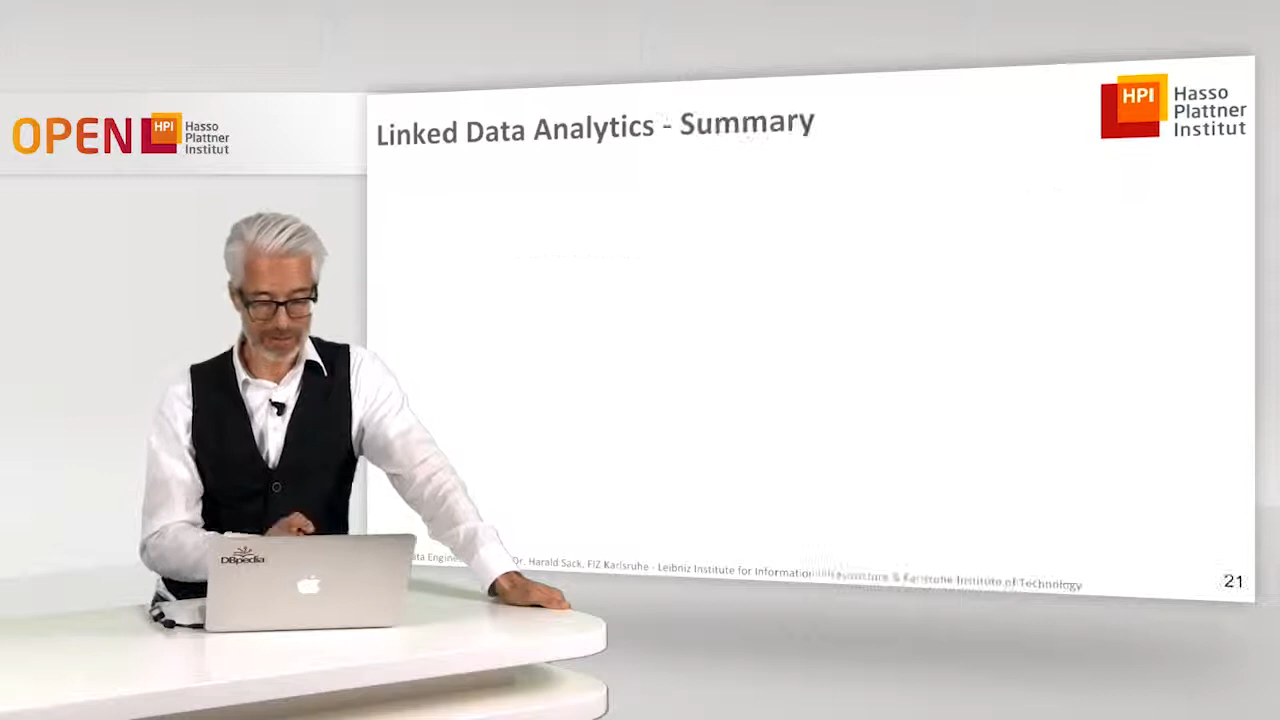 OPEN HPI Hasso
Plattner
Institut
Linked Data Analytics - Summary
HPI Hasso
Plattner
Institut
DBpedia
Dr. Harald Sack, FIZ Karlsruhe - Leibniz Institute for Information & Karlsruhe Institute of Technology
21